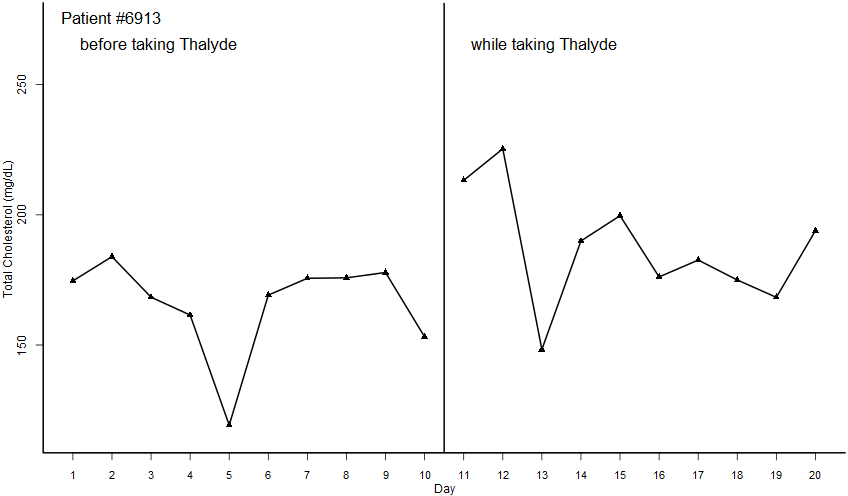 Patient #6913
before taking Thalyde
while taking Thalyde
Total Cholesterol (mg/dL)
250
200
150
1 2 3 4 5 6 7 8 9 10 11 12 13 14 15 16 17 18 19 20
Day